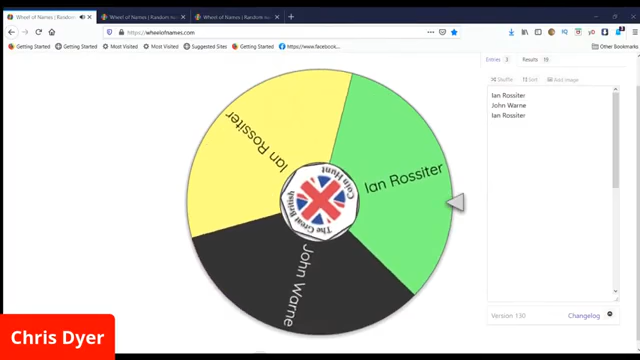 Wheel of Names | Random na
Wheel of Names | Random nu
Wheel of Names | Random nu
https://wheelofnames.com
Getting Started
Getting Started
Most Visited
Most Visited
Suggested Sites
Getting Started
https://www.facebook...
Other Bookmarks
Entries 3
Results 18
Shuffle
Sort
Add image
Ian Rossiter
John Warne
Ian Rossiter
Ian Rossiter
Ian Rossiter
John Warne
The Great British
Coin Hunt
Version 130
Changelog
Chris Dyer